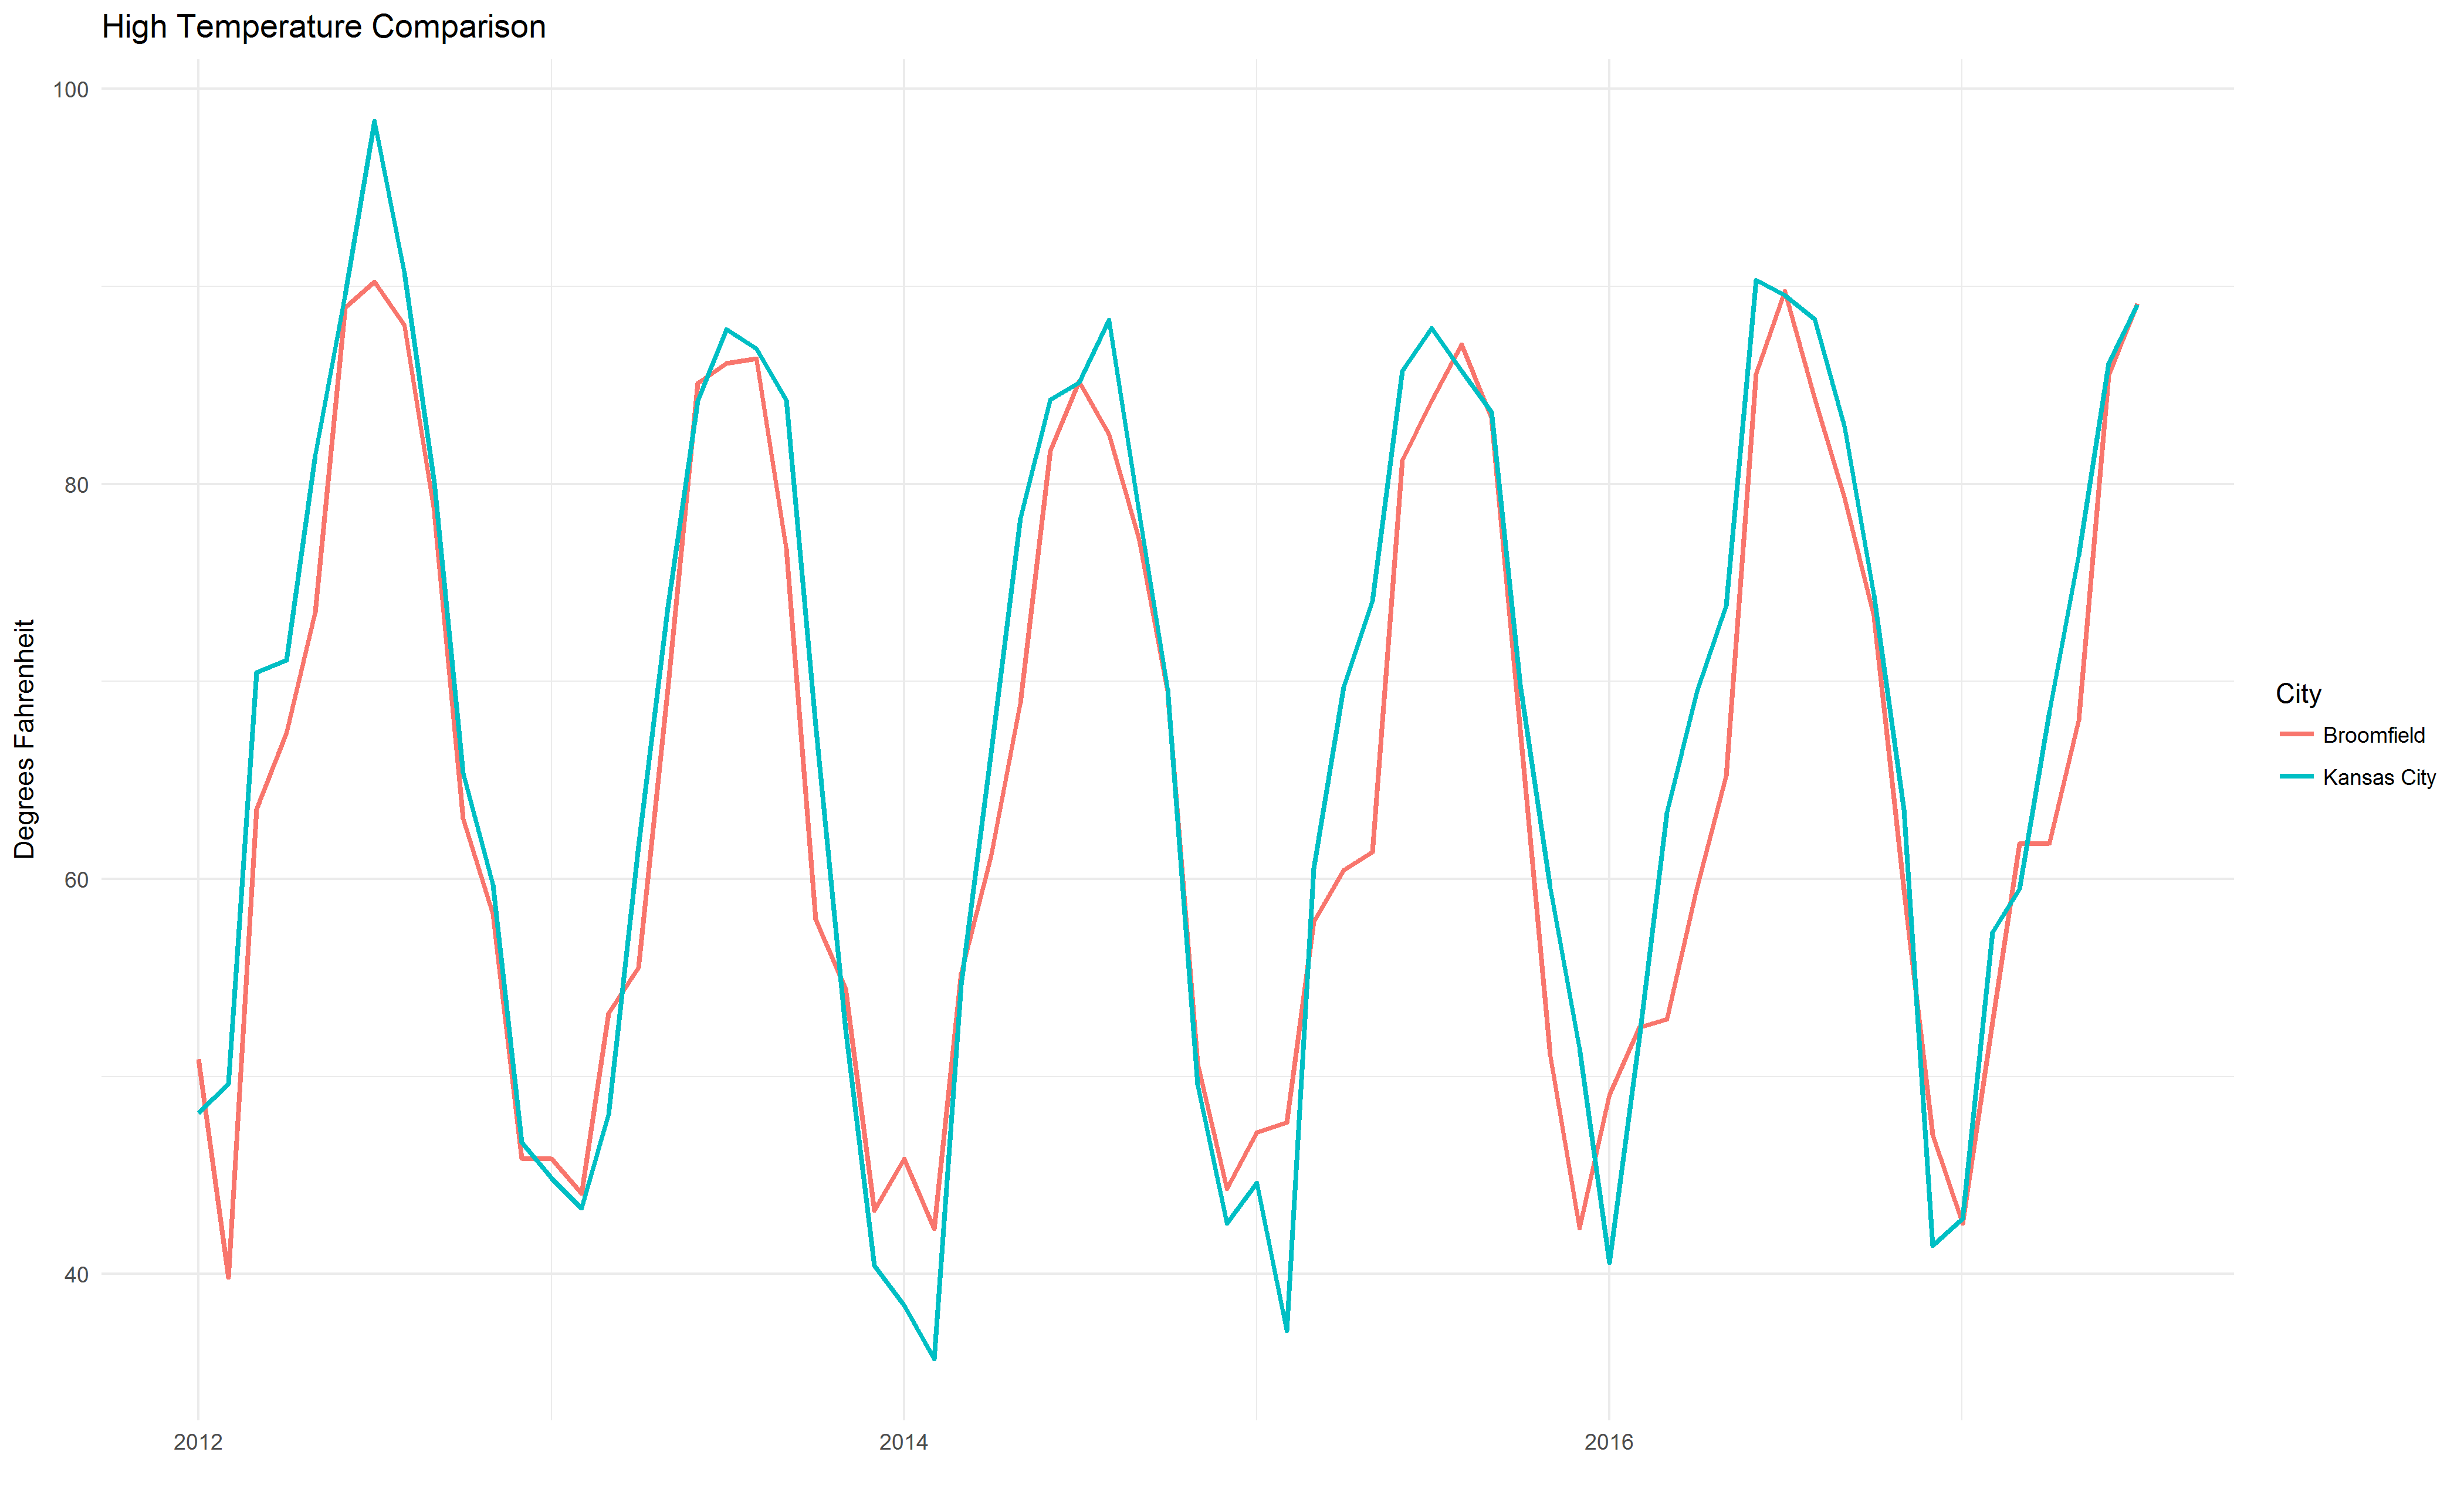 High Temperature Comparison
100
80
60
40
Degrees Fahrenheit
2012
2014
2016
City
Broomfield
Kansas City